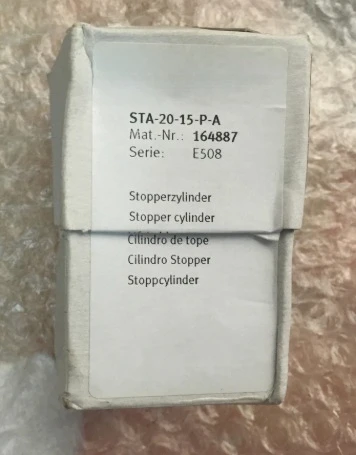 STA-20-15-P-A
Mat.-Nr.: 164887
Serie: E508
Stopperzylinder
Stopper cylinder
Cilindro de tope
Cilindro Stopper
Stoppcylinder